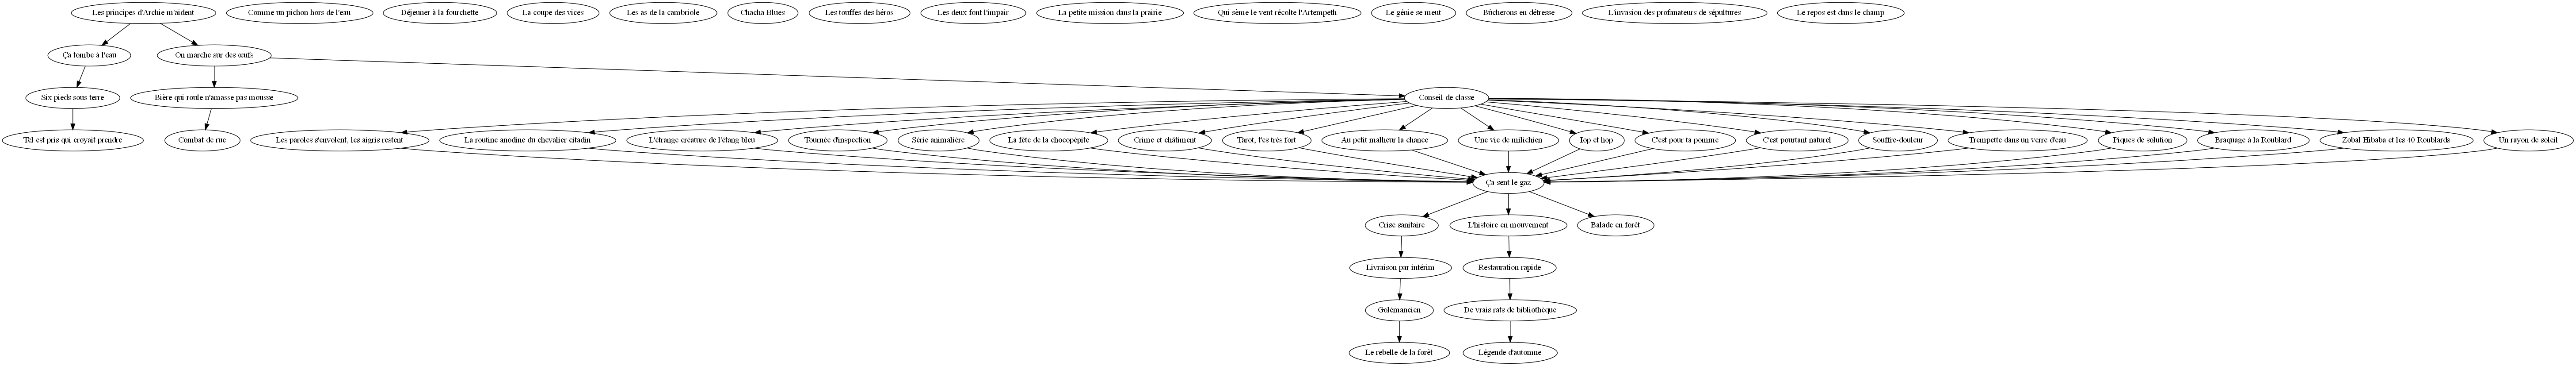 Les principes d'Archie m'aident
Comme un pichon hors de l'eau
Déjeuner à la fourchette
La coupe des vices
Les as de la cambriole
Chacha Blues
Les touffes des héros
Les deux font l'impair
La petite mission dans la prairie
Qui sème le vent récolte l'Artempeth
Le génie se meut
Bûcherons en détresse
L'invasion des profanateurs de sépultures
Le repos est dans le champ
Ça tombe à l'eau
On marche sur des œufs
Six pieds sous terre
Bière qui roule n'amasse pas mousse
Conseil de classe
Tel est pris qui croyait prendre
Combat de rue
Les paroles s'envolent, les aigris restent
La routine anodine du chevalier citadin
L'étrange créature de l'étang bleu
Tournée d'inspection
Série animalière
La fête de la chocopépite
Crime et châtiment
Tarot, t'es très fort
Au petit malheur la chance
Une vie de milichien
Iop et hop
C'est pour ta pomme
C'est pourtant naturel
Souffre-douleur
Trempette dans un verre d'eau
Piques de solution
Braquage à la Roublard
Zobal Hibaba et les 40 Roublards
Un rayon de soleil
Ça sent le gaz
Crise sanitaire
L'histoire en mouvement
Balade en forêt
Livraison par intérim
Restauration rapide
Golémancien
De vrais rats de bibliothèque
Le rebelle de la forêt
Légende d'automne